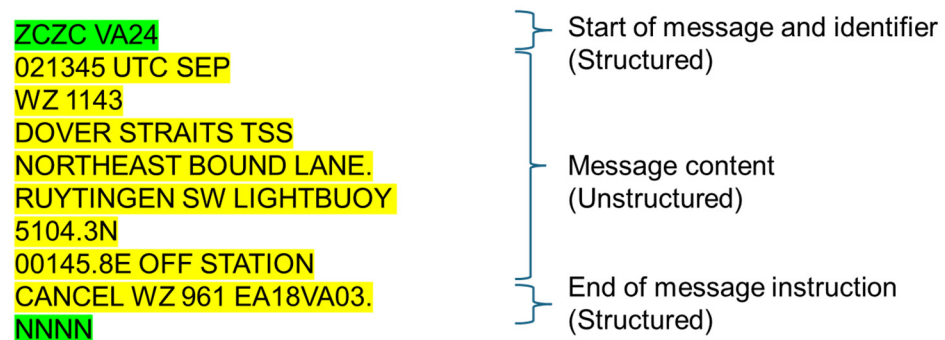 ZCZC VA24
021345 UTC SEP
WZ 1143
DOVER STRAITS TSS
NORTHEAST BOUND LANE.
RUYTINGEN SW LIGHTBUOY
5104.3N
00145.8E OFF STATION
CANCEL WZ 961 EA18VA03.
NNNN
Start of message and identifier
(Structured)
Message content
(Unstructured)
End of message instruction
(Structured)